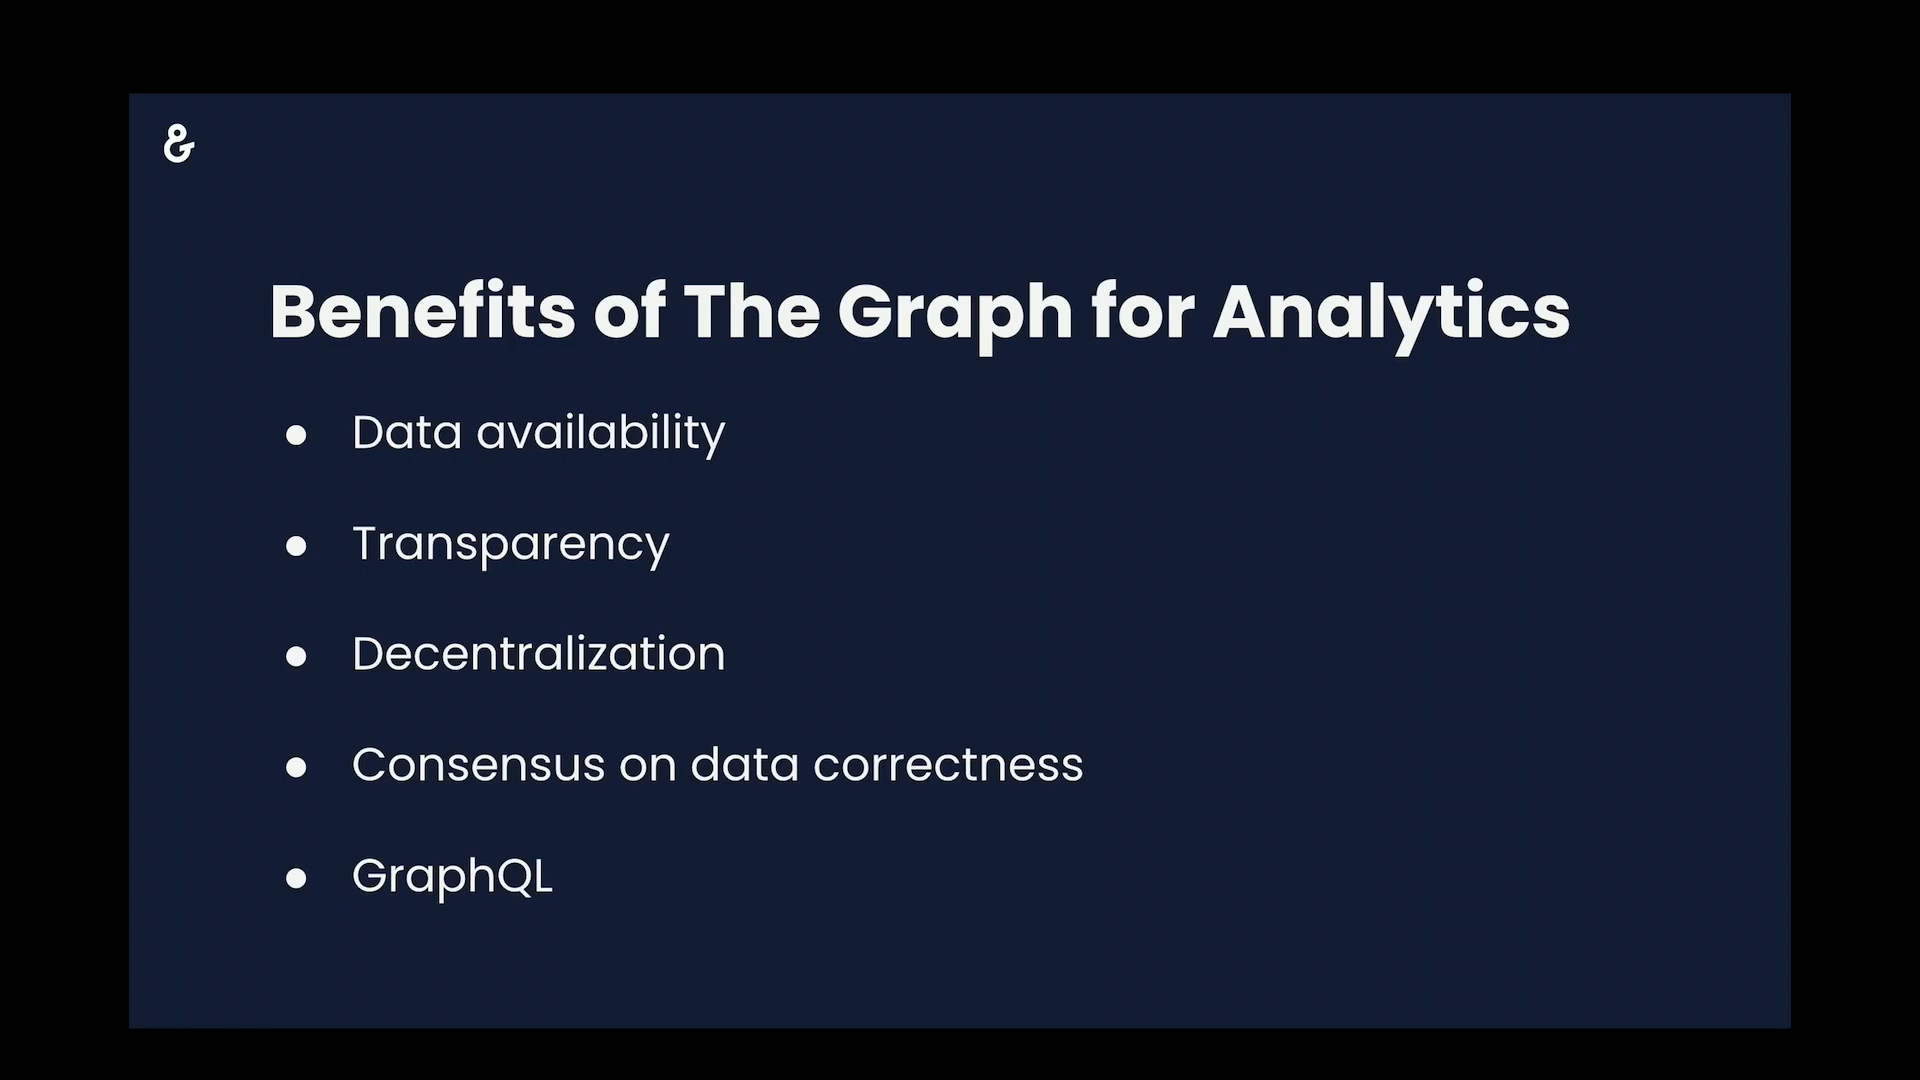 &
Benefits of The Graph for Analytics
● Data availability
● Transparency
● Decentralization
● Consensus on data correctness
● GraphQL